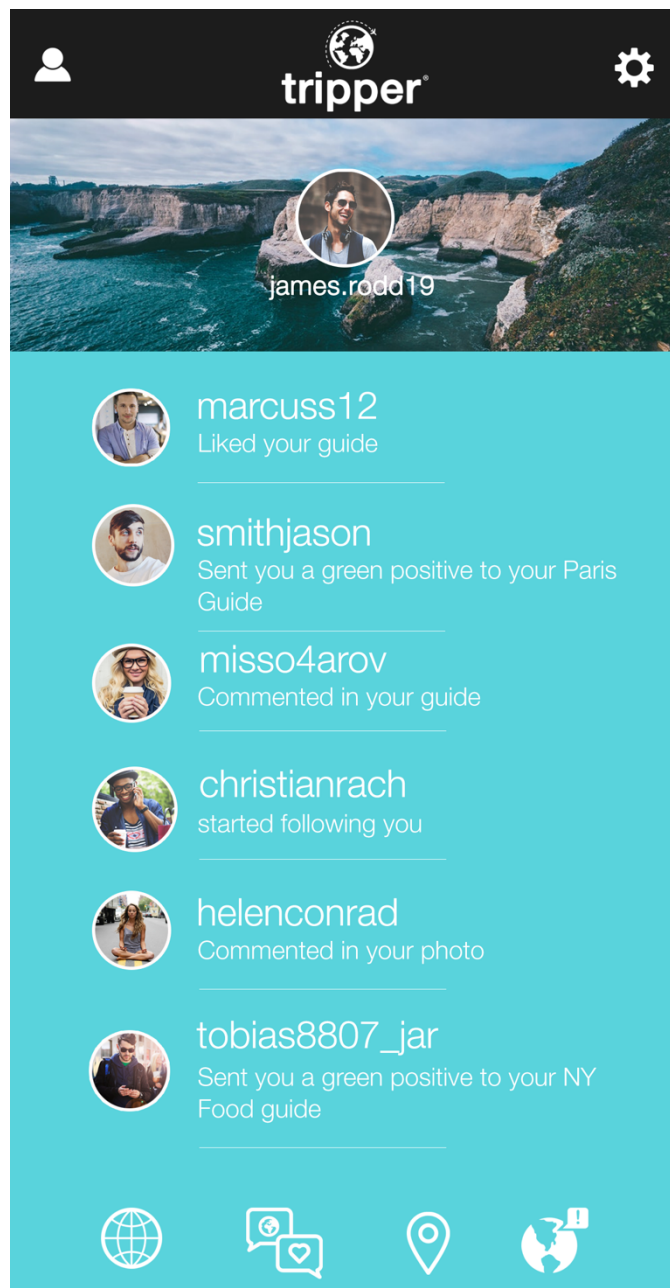 tripper®
james.rodd19
marcuss12
Liked your guide
smithjason
Sent you a green positive to your Paris
Guide
misso4arov
Commented in your guide
christianrach
started following you
helenconrad
Commented in your photo
tobias8807_jar
Sent you a green positive to your NY
Food guide
!